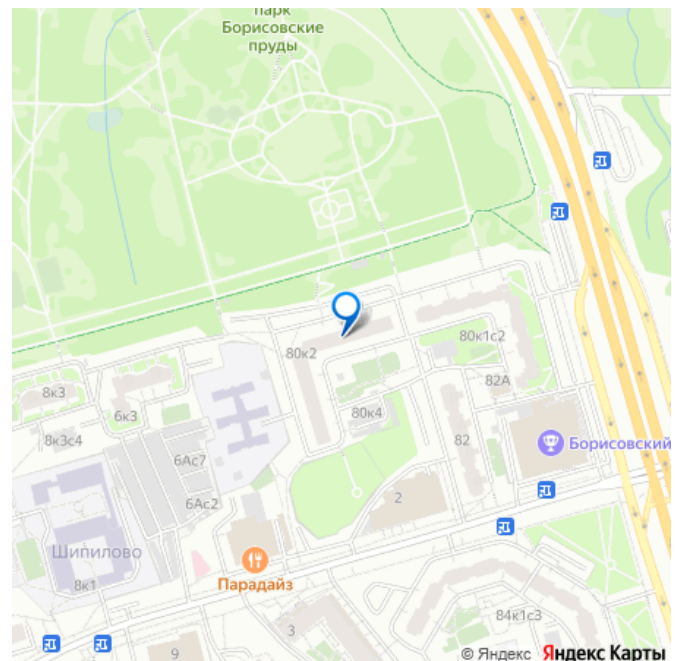 парк
Борисовские
пруды
80к2
80к1с2
8к3
6к3
82А
80к4
8к3с4
82
Борисовский
6Ас7
2
6Ас2
Шипилово
8к1
Парадайз
84к1с3
3
9
© Яндекс Яндекс Карты